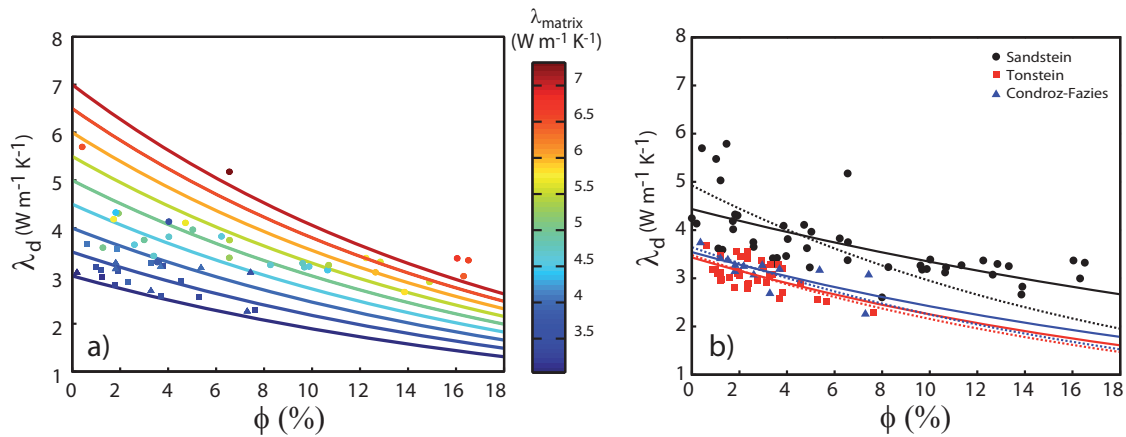 λmatrix
(W m-1 K-1)
8
7
6
5
4
3
2
1
λd (W m-1 K-1)
0 2 4 6 8 10 12 14 16 18
ϕ (%)
a)
7
6.5
6
5.5
5
4.5
4
3.5
8
7
6
5
4
3
2
1
λd (W m-1 K-1)
0 2 4 6 8 10 12 14 16 18
ϕ (%)
b)
Sandstein
Tonstein
Condroz-Fazies